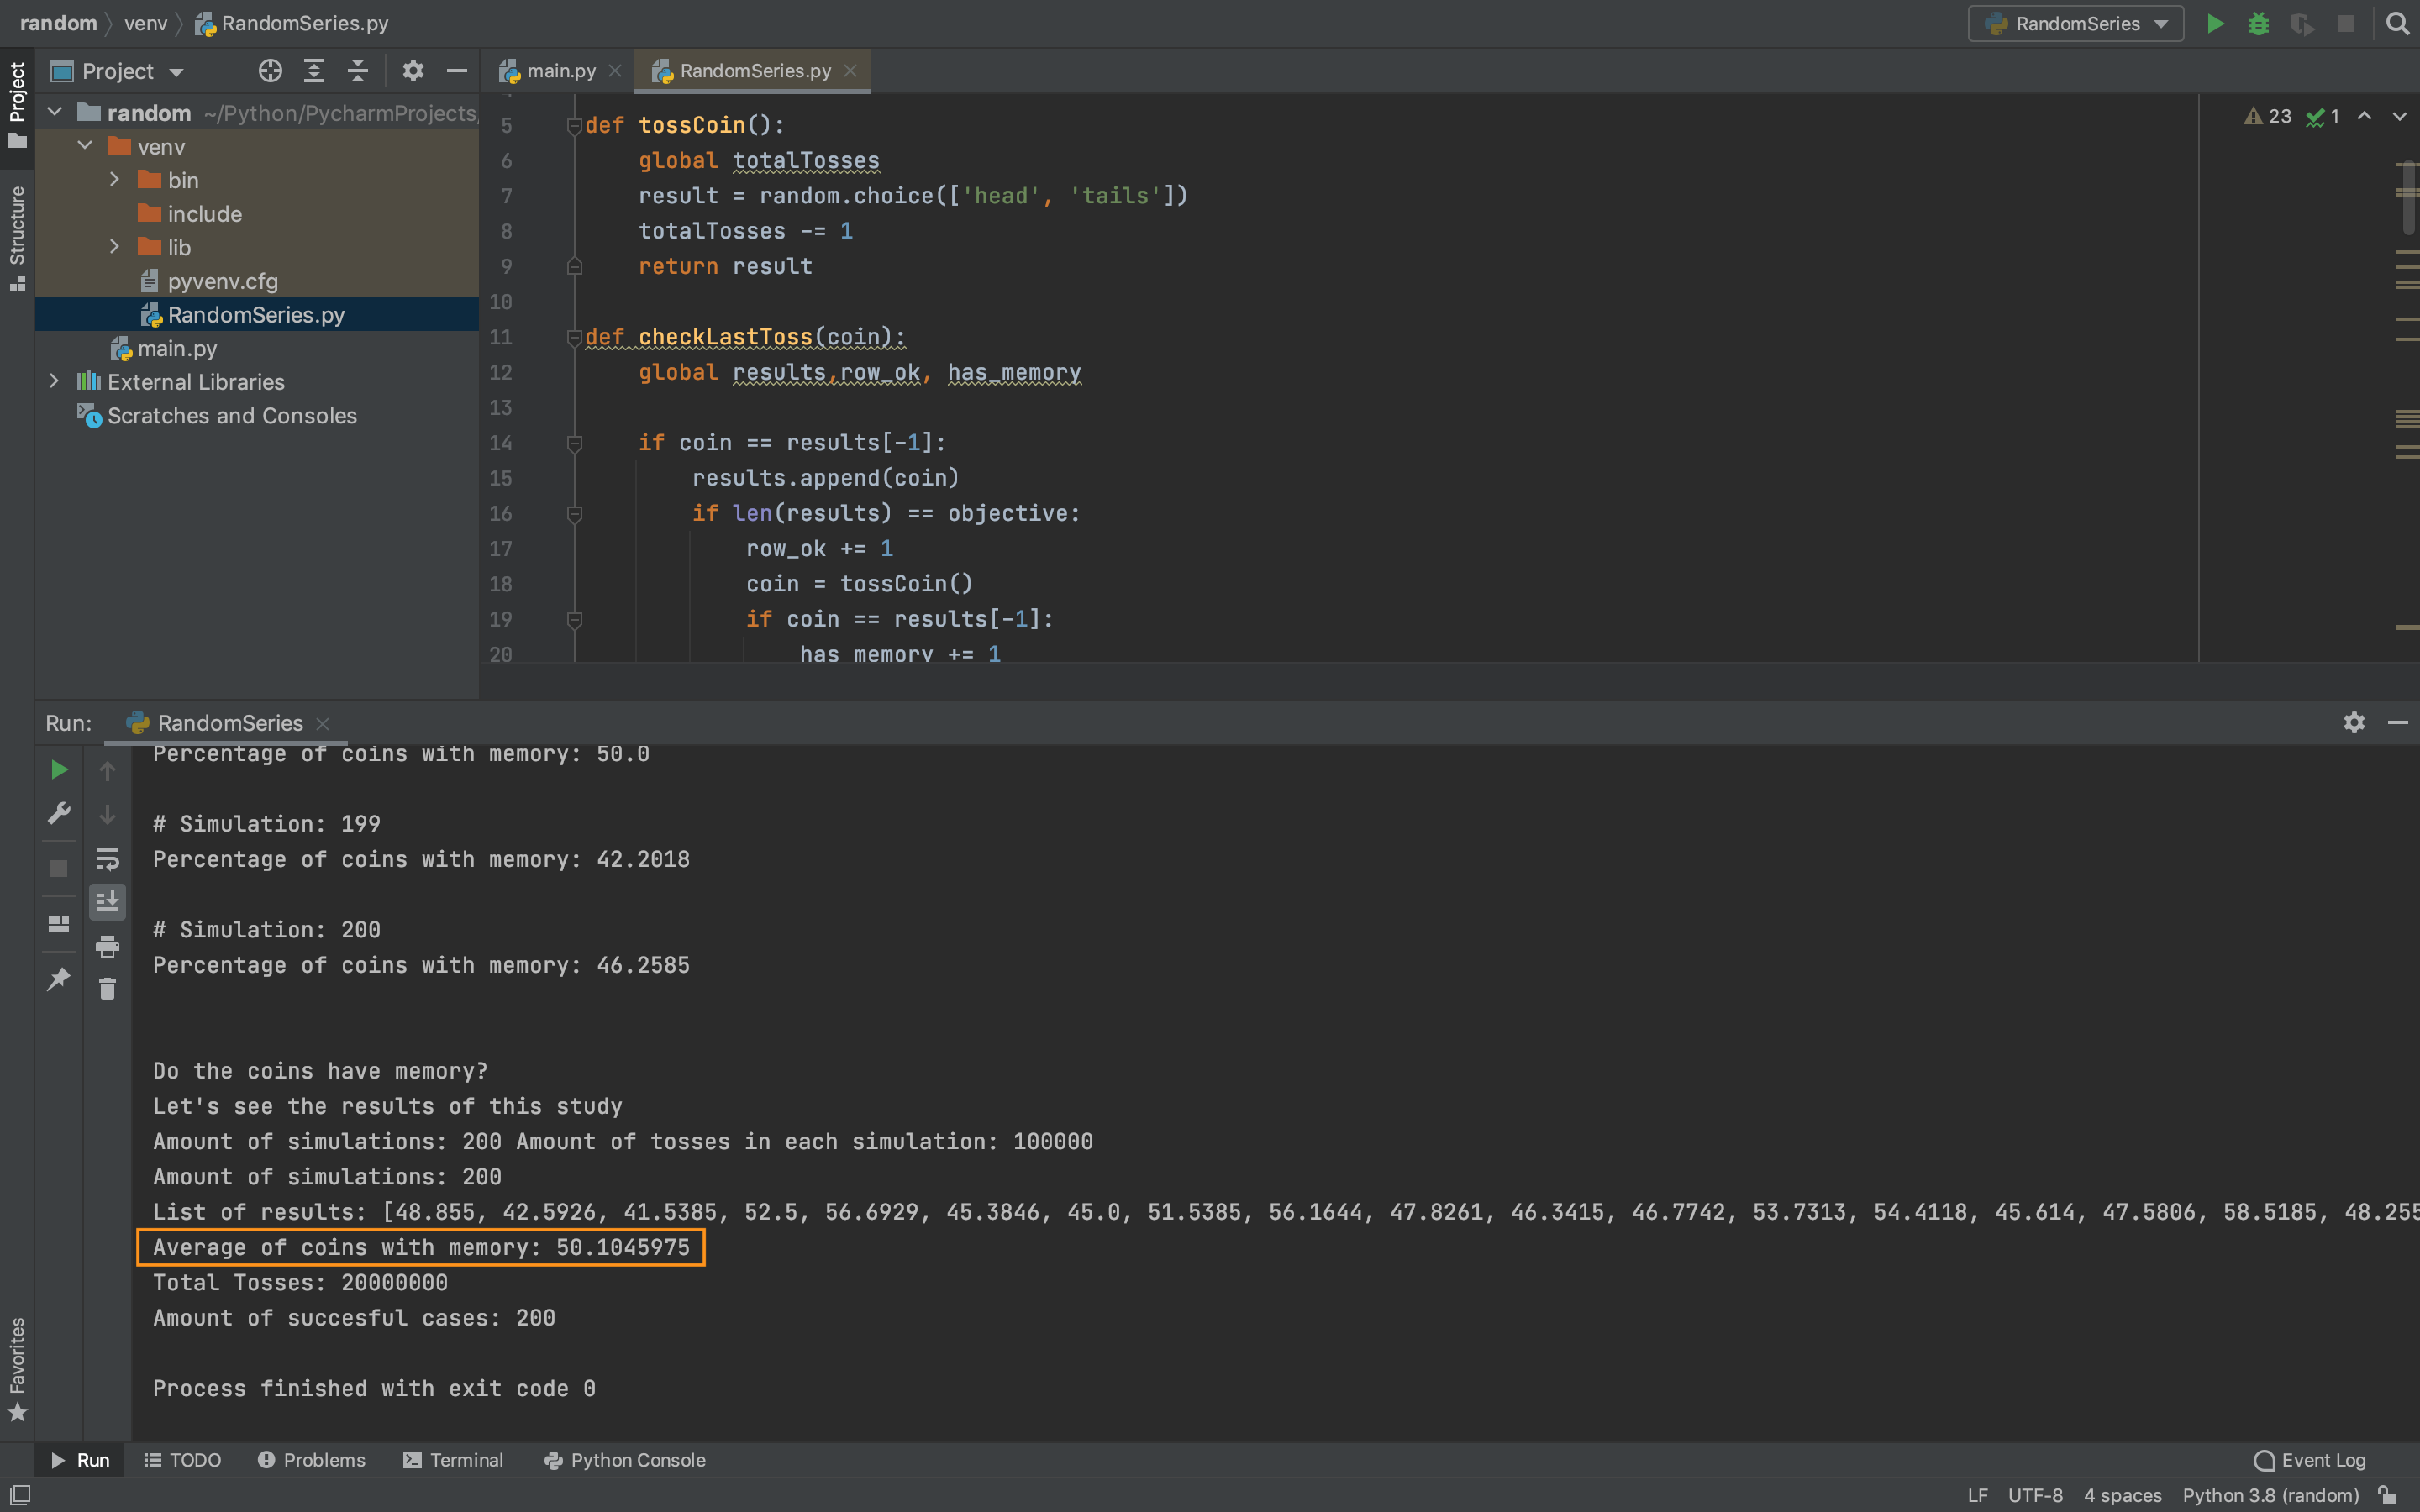 random venv RandomSeries.py
RandomSeries
Project
main.py
RandomSeries.py
Project
Structure
Favorites
random ~/Python/PycharmProjects/
venv
bin
include
lib
pyvenv.cfg
RandomSeries.py
main.py
External Libraries
Scratches and Consoles
23 1
5 def tossCoin():
6 global totalTosses
7 result = random.choice(['head', 'tails'])
8 totalTosses -= 1
9 return result
10
11 def checkLastToss(coin):
12 global results,row_ok, has_memory
13
14 if coin == results[-1]:
15 results.append(coin)
16 if len(results) == objective:
17 row_ok += 1
18 coin = tossCoin()
19 if coin == results[-1]:
20 has_memory += 1
Run: RandomSeries
Percentage of coins with memory: 50.0
# Simulation: 199
Percentage of coins with memory: 42.2018
# Simulation: 200
Percentage of coins with memory: 46.2585
Do the coins have memory?
Let's see the results of this study
Amount of simulations: 200 Amount of tosses in each simulation: 100000
Amount of simulations: 200
List of results: [48.855, 42.5926, 41.5385, 52.5, 56.6929, 45.3846, 45.0, 51.5385, 56.1644, 47.8261, 46.3415, 46.7742, 53.7313, 54.4118, 45.614, 47.5806, 58.5185, 48.255
Average of coins with memory: 50.1045975
Total Tosses: 20000000
Amount of succesful cases: 200
Process finished with exit code 0
Run TODO Problems Terminal Python Console Event Log
LF UTF-8 4 spaces Python 3.8 (random)